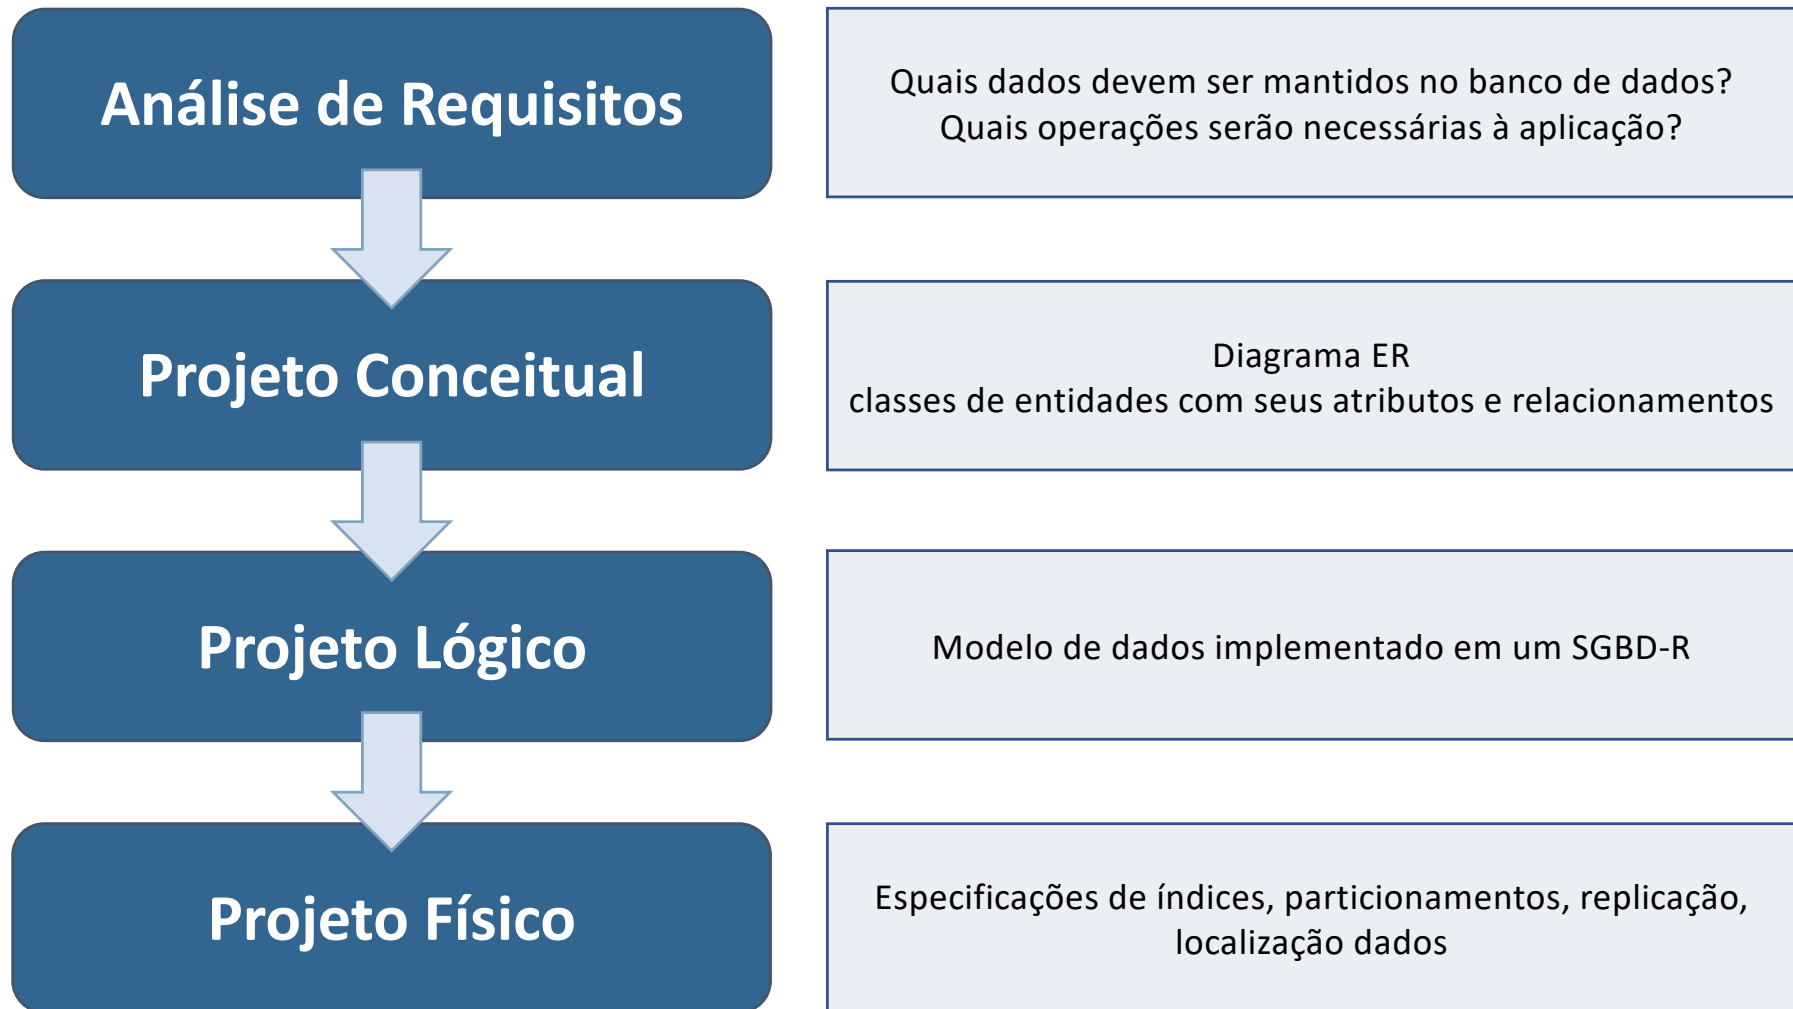 Análise de Requisitos
Quais dados devem ser mantidos no banco de dados?
Quais operações serão necessárias à aplicação?
Projeto Conceitual
Diagrama ER
classes de entidades com seus atributos e relacionamentos
Projeto Lógico
Modelo de dados implementado em um SGBD-R
Projeto Físico
Especificações de índices, particionamentos, replicação,
localização dados